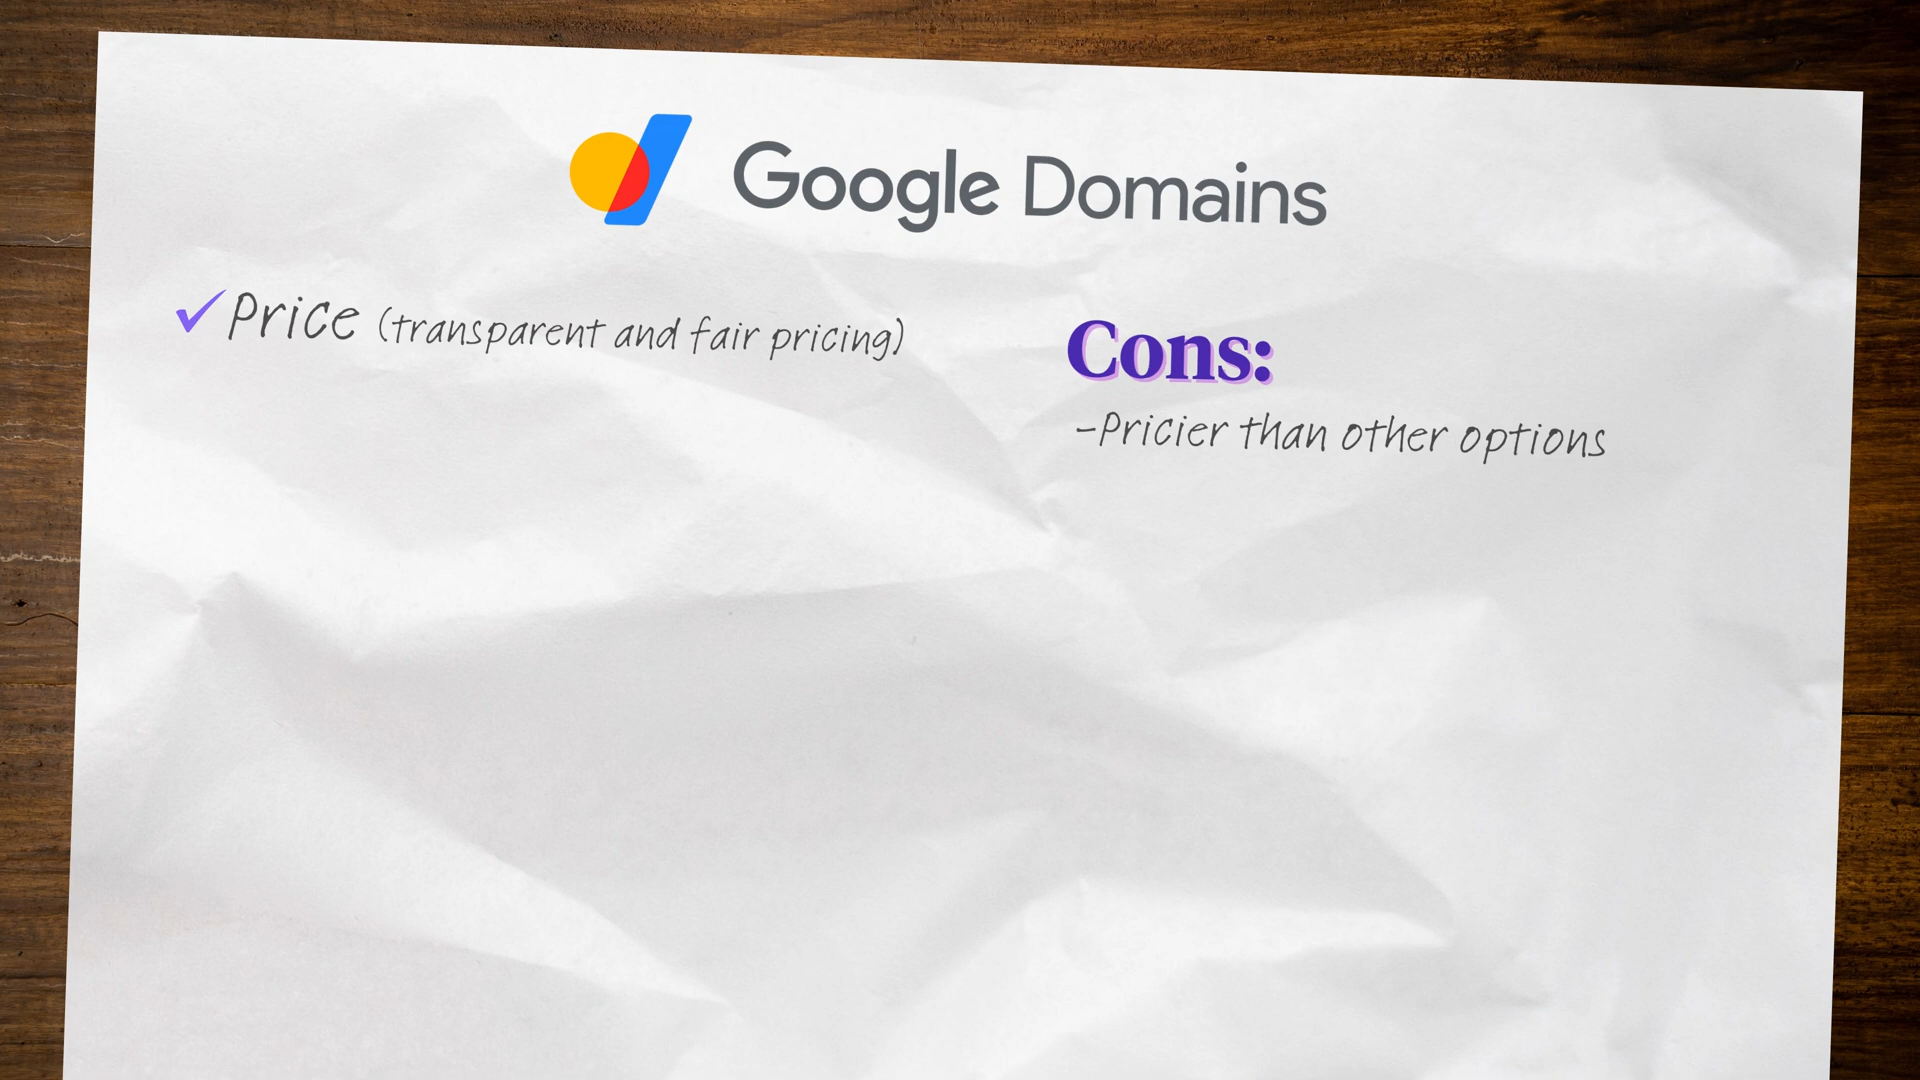 Google Domains
✓ Price (transparent and fair pricing)
Cons:
-Pricier than other options